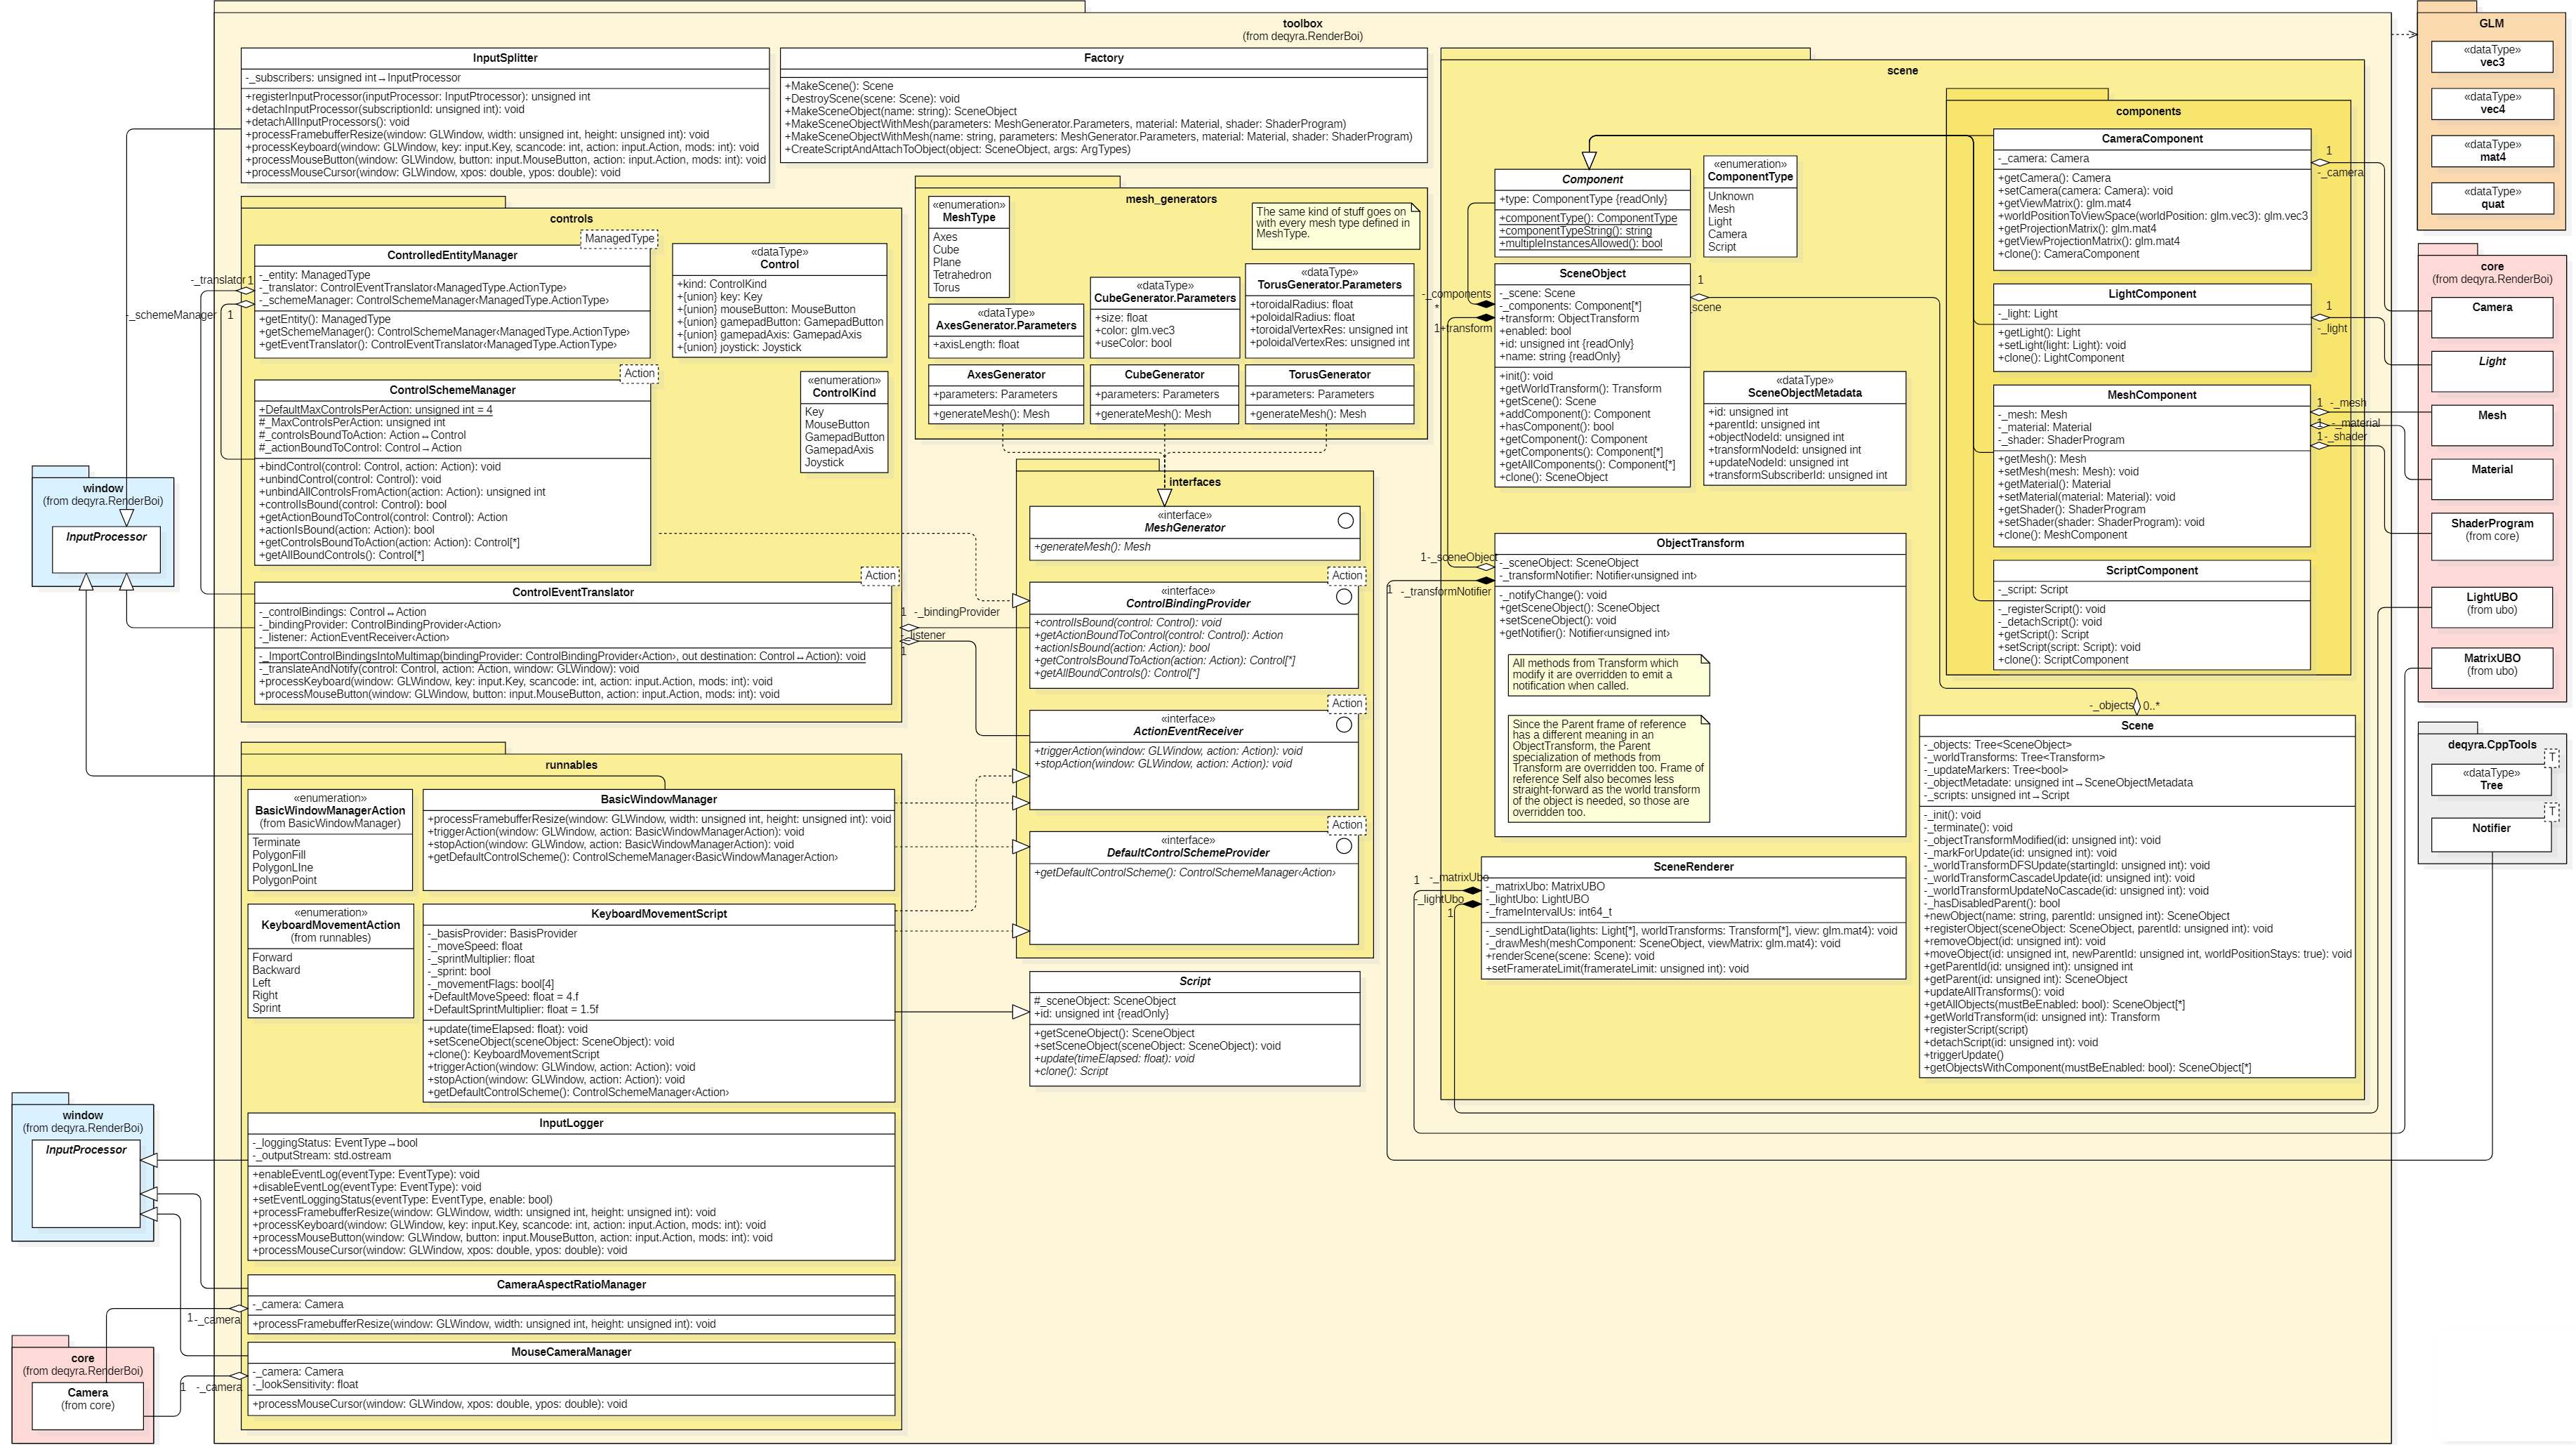 toolbox
(from deqyra.RenderBoi)
InputSplitter
-_subscribers: unsigned int→InputProcessor
+registerInputProcessor(inputProcessor: InputPtrocessor): unsigned int
+detachInputProcessor(subscriptionId: unsigned int): void
+detachAllInputProcessors(): void
+processFramebufferResize(window: GLWindow, width: unsigned int, height: unsigned int): void
+processKeyboard(window: GLWindow, key: input.Key, scancode: int, action: input.Action, mods: int): void
+processMouseButton(window: GLWindow, button: input.MouseButton, action: input.Action, mods: int): void
+processMouseCursor(window: GLWindow, xpos: double, ypos: double): void
Factory
+MakeScene(): Scene
+DestroyScene(scene: Scene): void
+MakeSceneObject(name: string): SceneObject
+MakeSceneObjectWithMesh(parameters: MeshGenerator.Parameters, material: Material, shader: ShaderProgram)
+MakeSceneObjectWithMesh(name: string, parameters: MeshGenerator.Parameters, material: Material, shader: ShaderProgram)
+CreateScriptAndAttachToObject(object: SceneObject, args: ArgTypes)
controls
ManagedType
ControlledEntityManager
-_entity: ManagedType
-_translator: ControlEventTranslator‹ManagedType.ActionType›
-_schemeManager: ControlSchemeManager‹ManagedType.ActionType›
+getEntity(): ManagedType
+getSchemeManager(): ControlSchemeManager‹ManagedType.ActionType›
+getEventTranslator(): ControlEventTranslator‹ManagedType.ActionType›
-_translator
1
-_schemeManager
1
«dataType»
Control
+kind: ControlKind
+{union} key: Key
+{union} mouseButton: MouseButton
+{union} gamepadButton: GamepadButton
+{union} gamepadAxis: GamepadAxis
+{union} joystick: Joystick
Action
ControlSchemeManager
+DefaultMaxControlsPerAction: unsigned int = 4
#_MaxControlsPerAction: unsigned int
#_controlsBoundToAction: Action↔Control
#_actionBoundToControl: Control→Action
+bindControl(control: Control, action: Action): void
+unbindControl(control: Control): void
+unbindAllControlsFromAction(action: Action): unsigned int
+controlIsBound(control: Control): bool
+getActionBoundToControl(control: Control): Action
+actionIsBound(action: Action): bool
+getControlsBoundToAction(action: Action): Control[*]
+getAllBoundControls(): Control[*]
«enumeration»
ControlKind
Key
MouseButton
GamepadButton
GamepadAxis
Joystick
Action
ControlEventTranslator
-_controlBindings: Control↔Action
-_bindingProvider: ControlBindingProvider‹Action›
-_listener: ActionEventReceiver‹Action›
-_ImportControlBindingsIntoMultimap(bindingProvider: ControlBindingProvider‹Action›, out destination: Control↔Action): void
-_translateAndNotify(control: Control, action: Action, window: GLWindow): void
+processKeyboard(window: GLWindow, key: input.Key, scancode: int, action: input.Action, mods: int): void
+processMouseButton(window: GLWindow, button: input.MouseButton, action: input.Action, mods: int): void
1
-_bindingProvider
-_listener
1
window
(from deqyra.RenderBoi)
InputProcessor
mesh_generators
«enumeration»
MeshType
Axes
Cube
Plane
Tetrahedron
Torus
The same kind of stuff goes on
with every mesh type defined in
MeshType.
«dataType»
AxesGenerator.Parameters
+axisLength: float
«dataType»
CubeGenerator.Parameters
+size: float
+color: glm.vec3
+useColor: bool
«dataType»
TorusGenerator.Parameters
+toroidalRadius: float
+poloidalRadius: float
+toroidalVertexRes: unsigned int
+poloidalVertexRes: unsigned int
AxesGenerator
+parameters: Parameters
+generateMesh(): Mesh
CubeGenerator
+parameters: Parameters
+generateMesh(): Mesh
TorusGenerator
+parameters: Parameters
+generateMesh(): Mesh
interfaces
«interface»
MeshGenerator
+generateMesh(): Mesh
Action
«interface»
ControlBindingProvider
+controlIsBound(control: Control): void
+getActionBoundToControl(control: Control): Action
+actionIsBound(action: Action): bool
+getControlsBoundToAction(action: Action): Control[*]
+getAllBoundControls(): Control[*]
Action
«interface»
ActionEventReceiver
+triggerAction(window: GLWindow, action: Action): void
+stopAction(window: GLWindow, action: Action): void
Action
«interface»
DefaultControlSchemeProvider
+getDefaultControlScheme(): ControlSchemeManager‹Action›
Script
#_sceneObject: SceneObject
+id: unsigned int {readOnly}
+getSceneObject(): SceneObject
+setSceneObject(sceneObject: SceneObject): void
+update(timeElapsed: float): void
+clone(): Script
runnables
«enumeration»
BasicWindowManagerAction
(from BasicWindowManager)
Terminate
PolygonFill
PolygonLIne
PolygonPoint
BasicWindowManager
+processFramebufferResize(window: GLWindow, width: unsigned int, height: unsigned int): void
+triggerAction(window: GLWindow, action: BasicWindowManagerAction): void
+stopAction(window: GLWindow, action: BasicWindowManagerAction): void
+getDefaultControlScheme(): ControlSchemeManager‹BasicWindowManagerAction›
«enumeration»
KeyboardMovementAction
(from runnables)
Forward
Backward
Left
Right
Sprint
KeyboardMovementScript
-_basisProvider: BasisProvider
-_moveSpeed: float
-_sprintMultiplier: float
-_sprint: bool
-_movementFlags: bool[4]
+DefaultMoveSpeed: float = 4.f
+DefaultSprintMultiplier: float = 1.5f
+update(timeElapsed: float): void
+setSceneObject(sceneObject: SceneObject): void
+clone(): KeyboardMovementScript
+triggerAction(window: GLWindow, action: Action): void
+stopAction(window: GLWindow, action: Action): void
+getDefaultControlScheme(): ControlSchemeManager‹Action›
InputLogger
-_loggingStatus: EventType→bool
-_outputStream: std.ostream
+enableEventLog(eventType: EventType): void
+disableEventLog(eventType: EventType): void
+setEventLoggingStatus(eventType: EventType, enable: bool)
+processFramebufferResize(window: GLWindow, width: unsigned int, height: unsigned int): void
+processKeyboard(window: GLWindow, key: input.Key, scancode: int, action: input.Action, mods: int): void
+processMouseButton(window: GLWindow, button: input.MouseButton, action: input.Action, mods: int): void
+processMouseCursor(window: GLWindow, xpos: double, ypos: double): void
CameraAspectRatioManager
-_camera: Camera
+processFramebufferResize(window: GLWindow, width: unsigned int, height: unsigned int): void
1
-_camera
MouseCameraManager
-_camera: Camera
-_lookSensitivity: float
+processMouseCursor(window: GLWindow, xpos: double, ypos: double): void
1
-_camera
window
(from deqyra.RenderBoi)
InputProcessor
core
(from deqyra.RenderBoi)
Camera
(from core)
scene
Component
+type: ComponentType {readOnly}
+componentType(): ComponentType
+componentTypeString(): string
+multipleInstancesAllowed(): bool
«enumeration»
ComponentType
Unknown
Mesh
Light
Camera
Script
SceneObject
-_scene: Scene
-_components: Component[*]
+transform: ObjectTransform
+enabled: bool
+id: unsigned int {readOnly}
+name: string {readOnly}
+init(): void
+getWorldTransform(): Transform
+getScene(): Scene
+addComponent(): Component
+hasComponent(): bool
+getComponent(): Component
+getComponents(): Component[*]
+getAllComponents(): Component[*]
+clone(): SceneObject
-_components
*
1
+transform
1
_scene
«dataType»
SceneObjectMetadata
+id: unsigned int
+parentId: unsigned int
+objectNodeId: unsigned int
+transformNodeId: unsigned int
+updateNodeId: unsigned int
+transformSubscriberId: unsigned int
ObjectTransform
-_sceneObject: SceneObject
-_transformNotifier: Notifier‹unsigned int›
-_notifyChange(): void
+getSceneObject(): SceneObject
+setSceneObject(): void
+getNotifier(): Notifier‹unsigned int›
All methods from Transform which
modify it are overridden to emit a
notification when called.
Since the Parent frame of reference
has a different meaning in an
ObjectTransform, the Parent
specialization of methods from
Transform are overridden too. Frame of
reference Self also becomes less
straight-forward as the world transform
of the object is needed, so those are
overridden too.
1
-_sceneObject
1
-_transformNotifier
SceneRenderer
-_matrixUbo: MatrixUBO
-_lightUbo: LightUBO
-_frameIntervalUs: int64_t
-_sendLightData(lights: Light[*], worldTransforms: Transform[*], view: glm.mat4): void
-_drawMesh(meshComponent: SceneObject, viewMatrix: glm.mat4): void
+renderScene(scene: Scene): void
+setFramerateLimit(framerateLimit: unsigned int): void
1
-_matrixUbo
-_lightUbo
1
components
CameraComponent
-_camera: Camera
+getCamera(): Camera
+setCamera(camera: Camera): void
+getViewMatrix(): glm.mat4
+worldPositionToViewSpace(worldPosition: glm.vec3): glm.vec3
+getProjectionMatrix(): glm.mat4
+getViewProjectionMatrix(): glm.mat4
+clone(): CameraComponent
1
-_camera
LightComponent
-_light: Light
+getLight(): Light
+setLight(light: Light): void
+clone(): LightComponent
1
-_light
MeshComponent
-_mesh: Mesh
-_material: Material
-_shader: ShaderProgram
+getMesh(): Mesh
+setMesh(mesh: Mesh): void
+getMaterial(): Material
+setMaterial(material: Material): void
+getShader(): ShaderProgram
+setShader(shader: ShaderProgram): void
+clone(): MeshComponent
1
-_mesh
1
-_material
1
-_shader
ScriptComponent
-_script: Script
-_registerScript(): void
-_detachScript(): void
+getScript(): Script
+setScript(script: Script): void
+clone(): ScriptComponent
-_objects
0..*
Scene
-_objects: Tree<SceneObject>
-_worldTransforms: Tree<Transform>
-_updateMarkers: Tree<bool>
-_objectMetadate: unsigned int→SceneObjectMetadata
-_scripts: unsigned int→Script
-_init(): void
-_terminate(): void
-_objectTransformModified(id: unsigned int): void
-_markForUpdate(id: unsigned int): void
-_worldTransformDFSUpdate(startingId: unsigned int): void
-_worldTransformCascadeUpdate(id: unsigned int): void
-_worldTransformUpdateNoCascade(id: unsigned int): void
-_hasDisabledParent(): bool
+newObject(name: string, parentId: unsigned int): SceneObject
+registerObject(sceneObject: SceneObject, parentId: unsigned int): void
+removeObject(id: unsigned int): void
+moveObject(id: unsigned int, newParentId: unsigned int, worldPositionStays: true): void
+getParentId(id: unsigned int): unsigned int
+getParent(id: unsigned int): SceneObject
+updateAllTransforms(): void
+getAllObjects(mustBeEnabled: bool): SceneObject[*]
+getWorldTransform(id: unsigned int): Transform
+registerScript(script)
+detachScript(id: unsigned int): void
+triggerUpdate()
+getObjectsWithComponent(mustBeEnabled: bool): SceneObject[*]
GLM
«dataType»
vec3
«dataType»
vec4
«dataType»
mat4
«dataType»
quat
core
(from deqyra.RenderBoi)
Camera
Light
Mesh
Material
ShaderProgram
(from core)
LightUBO
(from ubo)
MatrixUBO
(from ubo)
deqyra.CppTools
T
«dataType»
Tree
T
Notifier